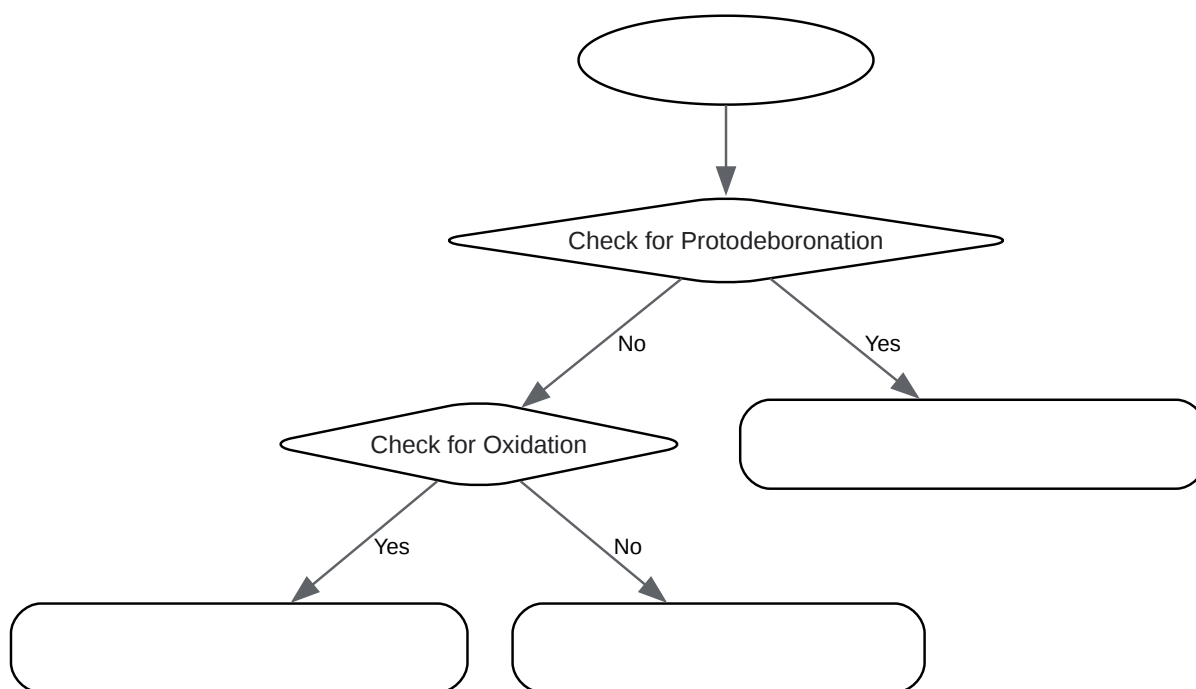 Check for Protodeboronation
No
Yes
Check for Oxidation
Yes
No